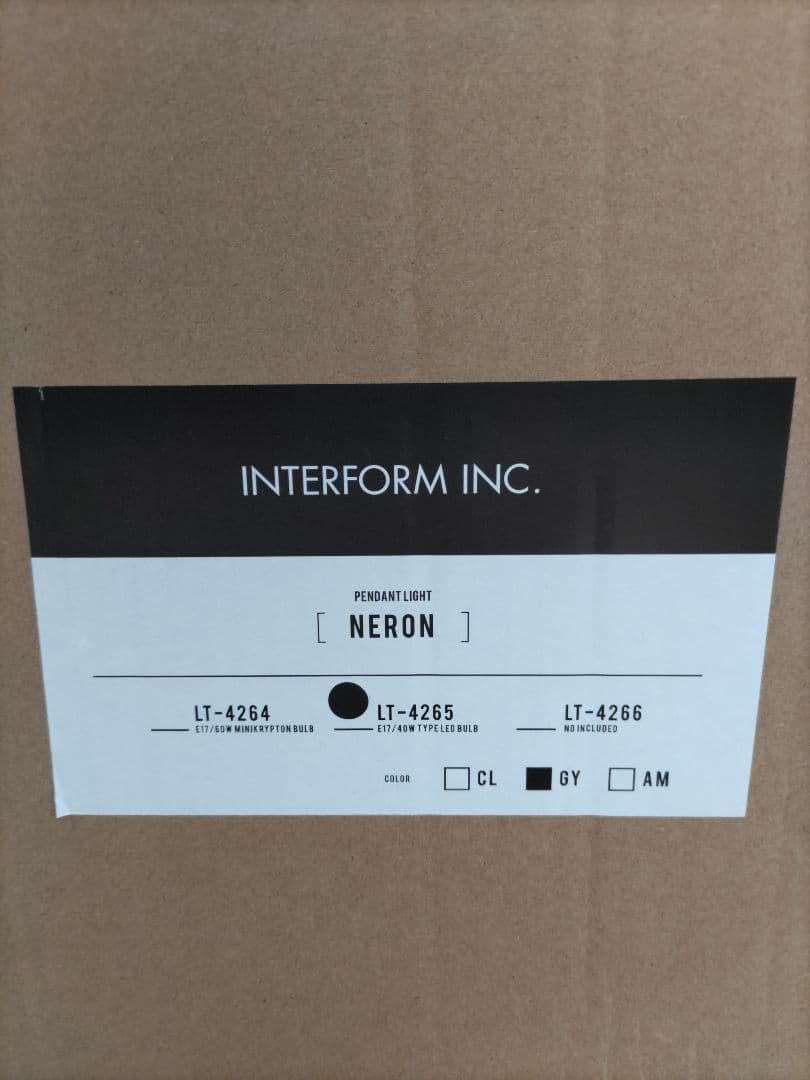 INTERFORM INC.
PENDANT LIGHT
[ NERON ]
LT-4264 LT-4265 LT-4266
E17/60W MINIKRYPTON BULB E17/40W TYPE LED BULB NO INCLUDED
COLOR CL GY AM